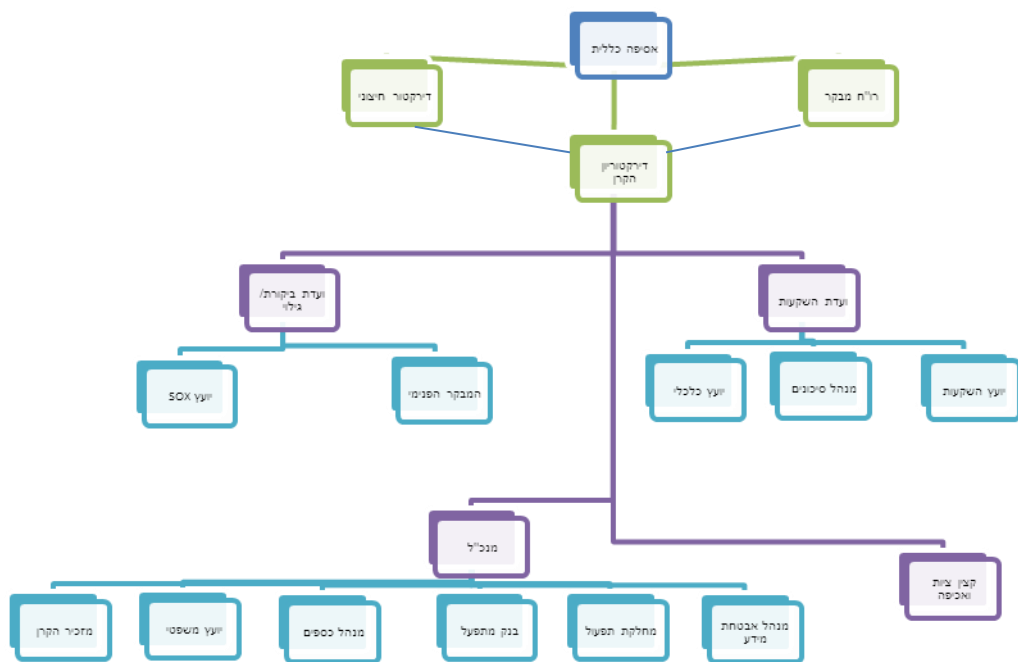 אסיפה כללית
רו"ח מבקר
דירקטור חיצוני
דירקטוריון
הקרן
ועדת השקעות
ועדת ביקורת/
גילוי
יועץ השקעות
מנהל סיכונים
יועץ כלכלי
המבקר הפנימי
יועץ SOX
מנכ"ל
קצין ציות
ואכיפה
מנהל אבטחת
מידע
מחלקת תפעול
בנק מתפעל
מנהל כספים
יועץ משפטי
מזכיר הקרן